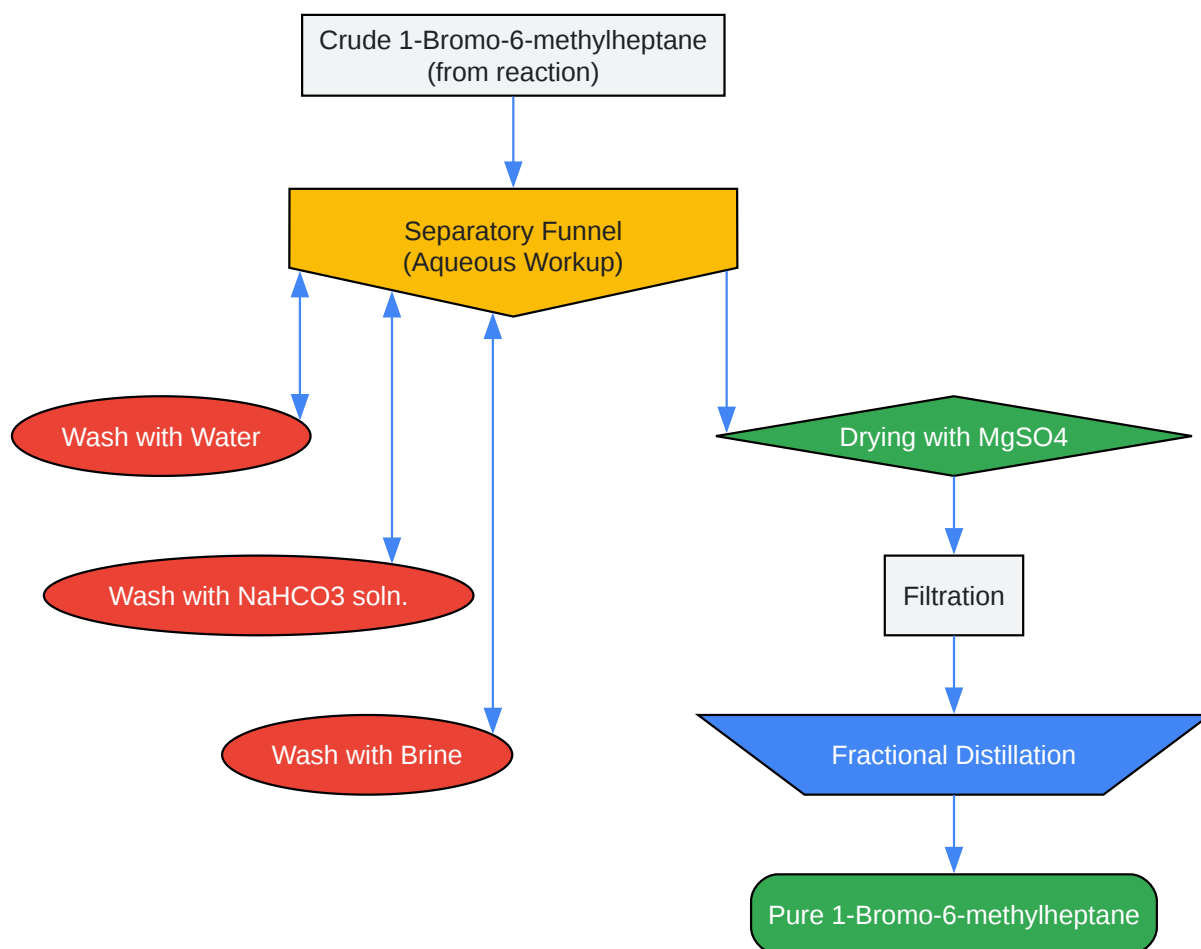 Crude 1-Bromo-6-methylheptane
(from reaction)
Separatory Funnel
(Aqueous Workup)
Wash with Water
Drying with MgSO4
Wash with NaHCO3 soln.
Filtration
Wash with Brine
Fractional Distillation
Pure 1-Bromo-6-methylheptane